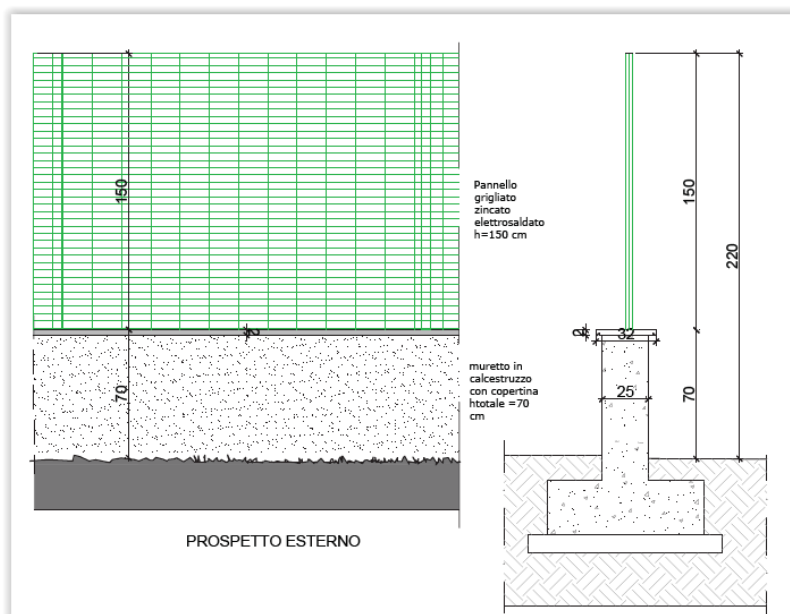 150
70
2
PROSPETTO ESTERNO
Pannello
grigliato
zincato
elettrosaldato
h=150 cm
muretto in
calcestruzzo
con copertina
htotale =70
cm
2
32
25
150
70
220